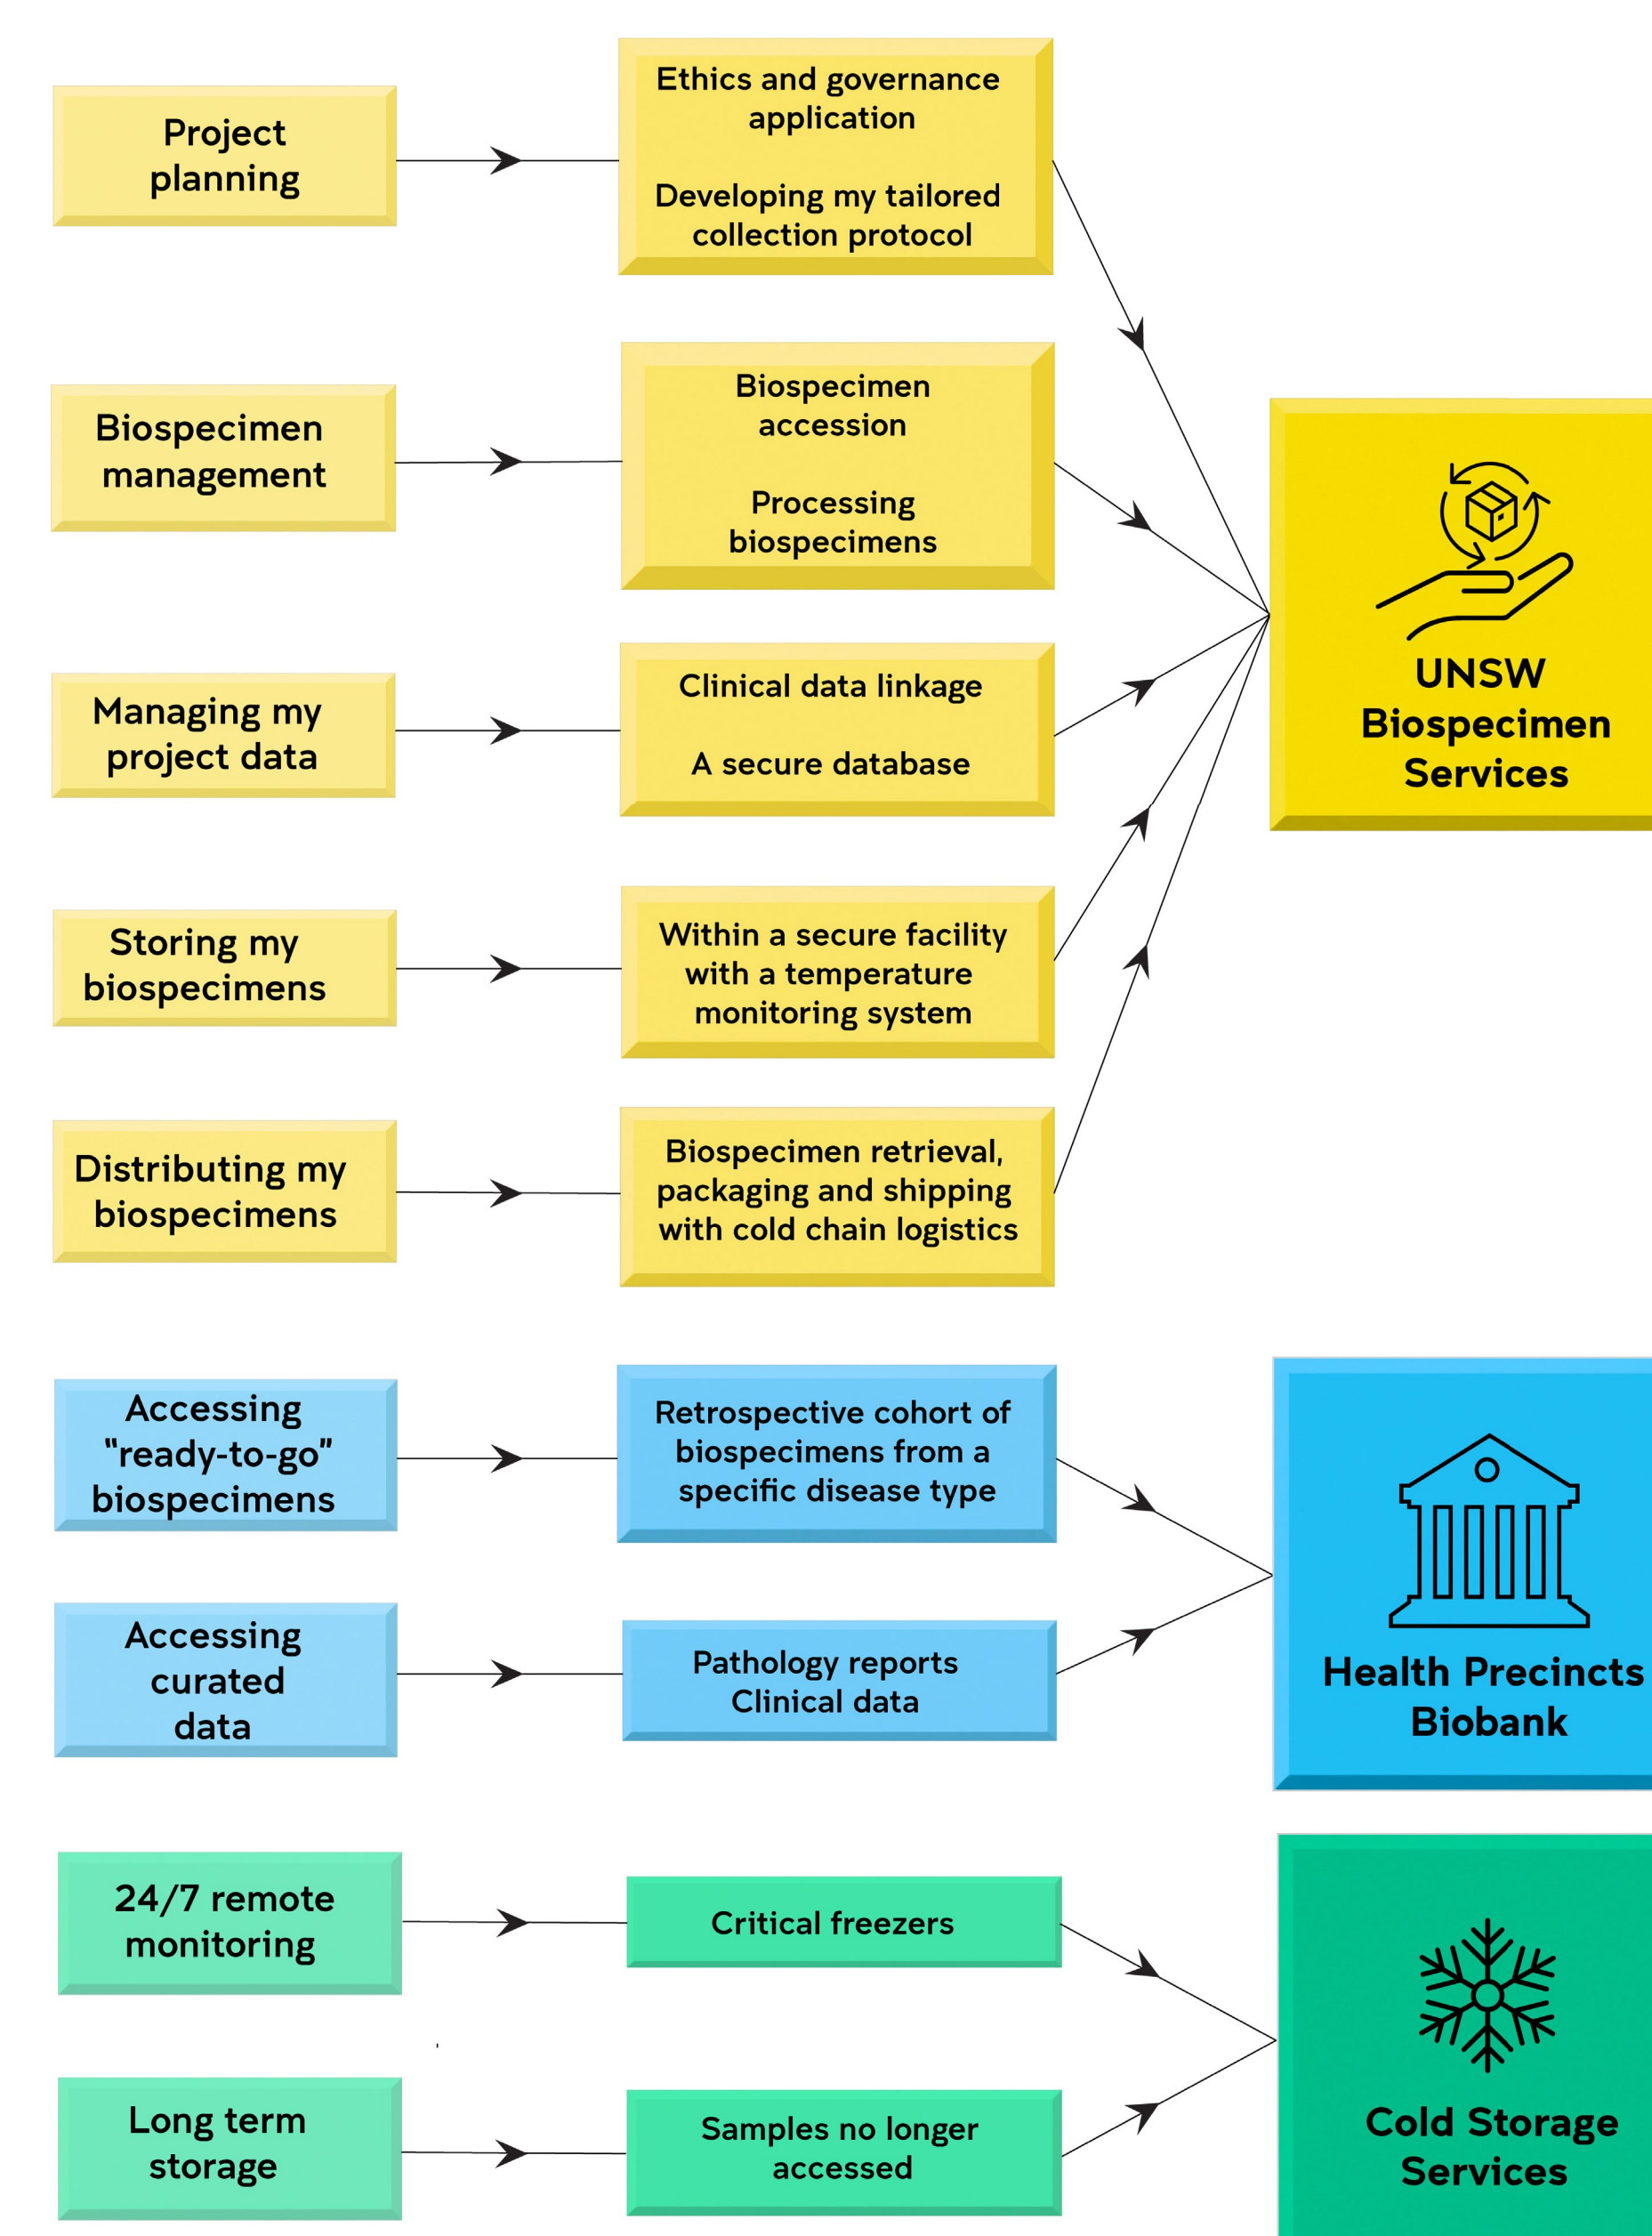 Project
planning
Ethics and governance
application
Developing my tailored
collection protocol
Biospecimen
management
Biospecimen
accession
Processing
biospecimens
Managing my
project data
Clinical data linkage
A secure database
Storing my
biospecimens
Within a secure facility
with a temperature
monitoring system
Distributing my
biospecimens
Biospecimen retrieval,
packaging and shipping
with cold chain logistics
UNSW
Biospecimen
Services
Accessing
“ready-to-go”
biospecimens
Retrospective cohort of
biospecimens from a
specific disease type
Accessing
curated
data
Pathology reports
Clinical data
Health Precincts
Biobank
24/7 remote
monitoring
Critical freezers
Long term
storage
Samples no longer
accessed
Cold Storage
Services